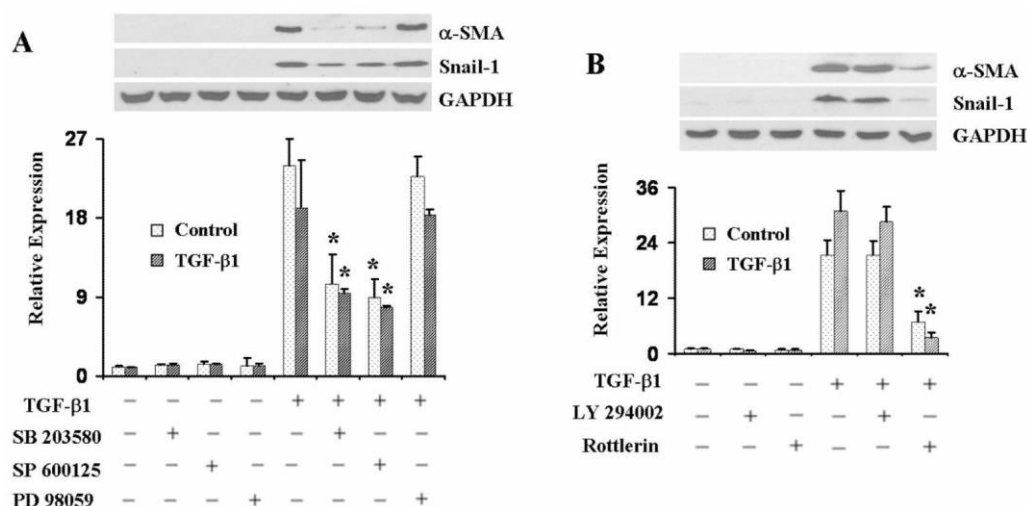 A
α-SMA
Snail-1
GAPDH
27
18
9
0
Relative Expression
Control
TGF-β1
* * * *
TGF-β1 – – – – + + + +
SB 203580 – + – – – + – –
SP 600125 – – + – – – + –
PD 98059 – – – + – – – +
B
α-SMA
Snail-1
GAPDH
36
24
12
0
Relative Expression
Control
TGF-β1
* *
TGF-β1 – – – + + +
LY 294002 – + – – + –
Rottlerin – – + – – +